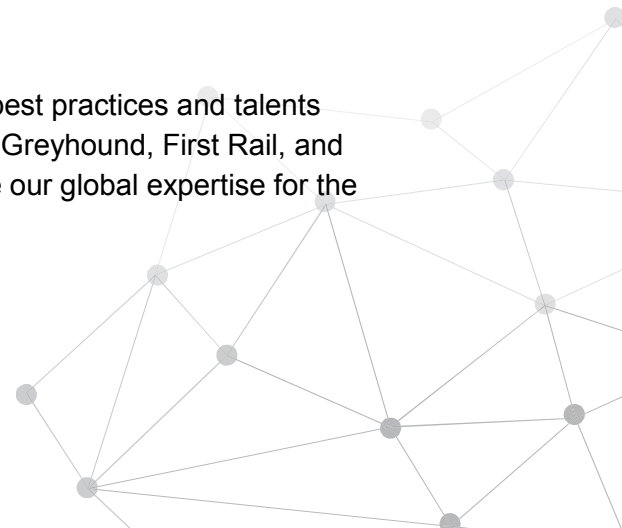 best practices and talents
Greyhound, First Rail, and
our global expertise for the